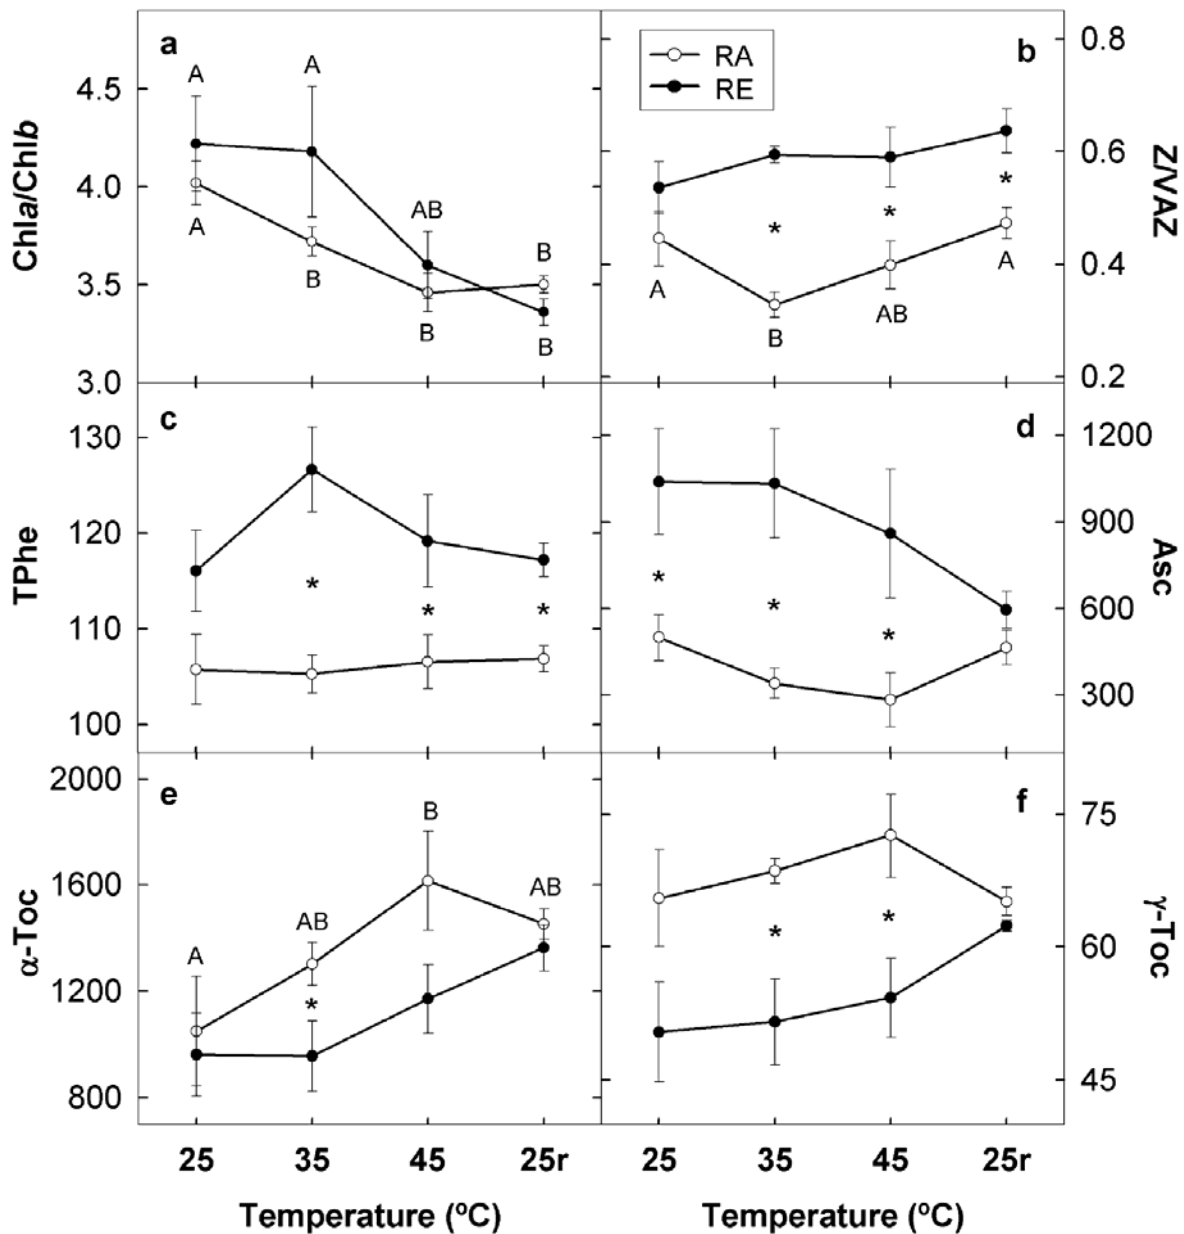 a
A A
4.5
4.0
3.5
3.0
Chla/Chlb
AB
B
A
B
B
B
b
RA
RE
0.8
0.6
0.4
0.2
Z/VAZ
* * *
A
B
AB
A
c
130
120
110
100
TPhe
* * *
d
1200
900
600
300
Asc
* * *
e
2000
1600
1200
800
α-Toc
A
AB
B
AB
*
f
75
60
45
γ-Toc
* *
25 35 45 25r
25 35 45 25r
Temperature (ºC)
Temperature (ºC)